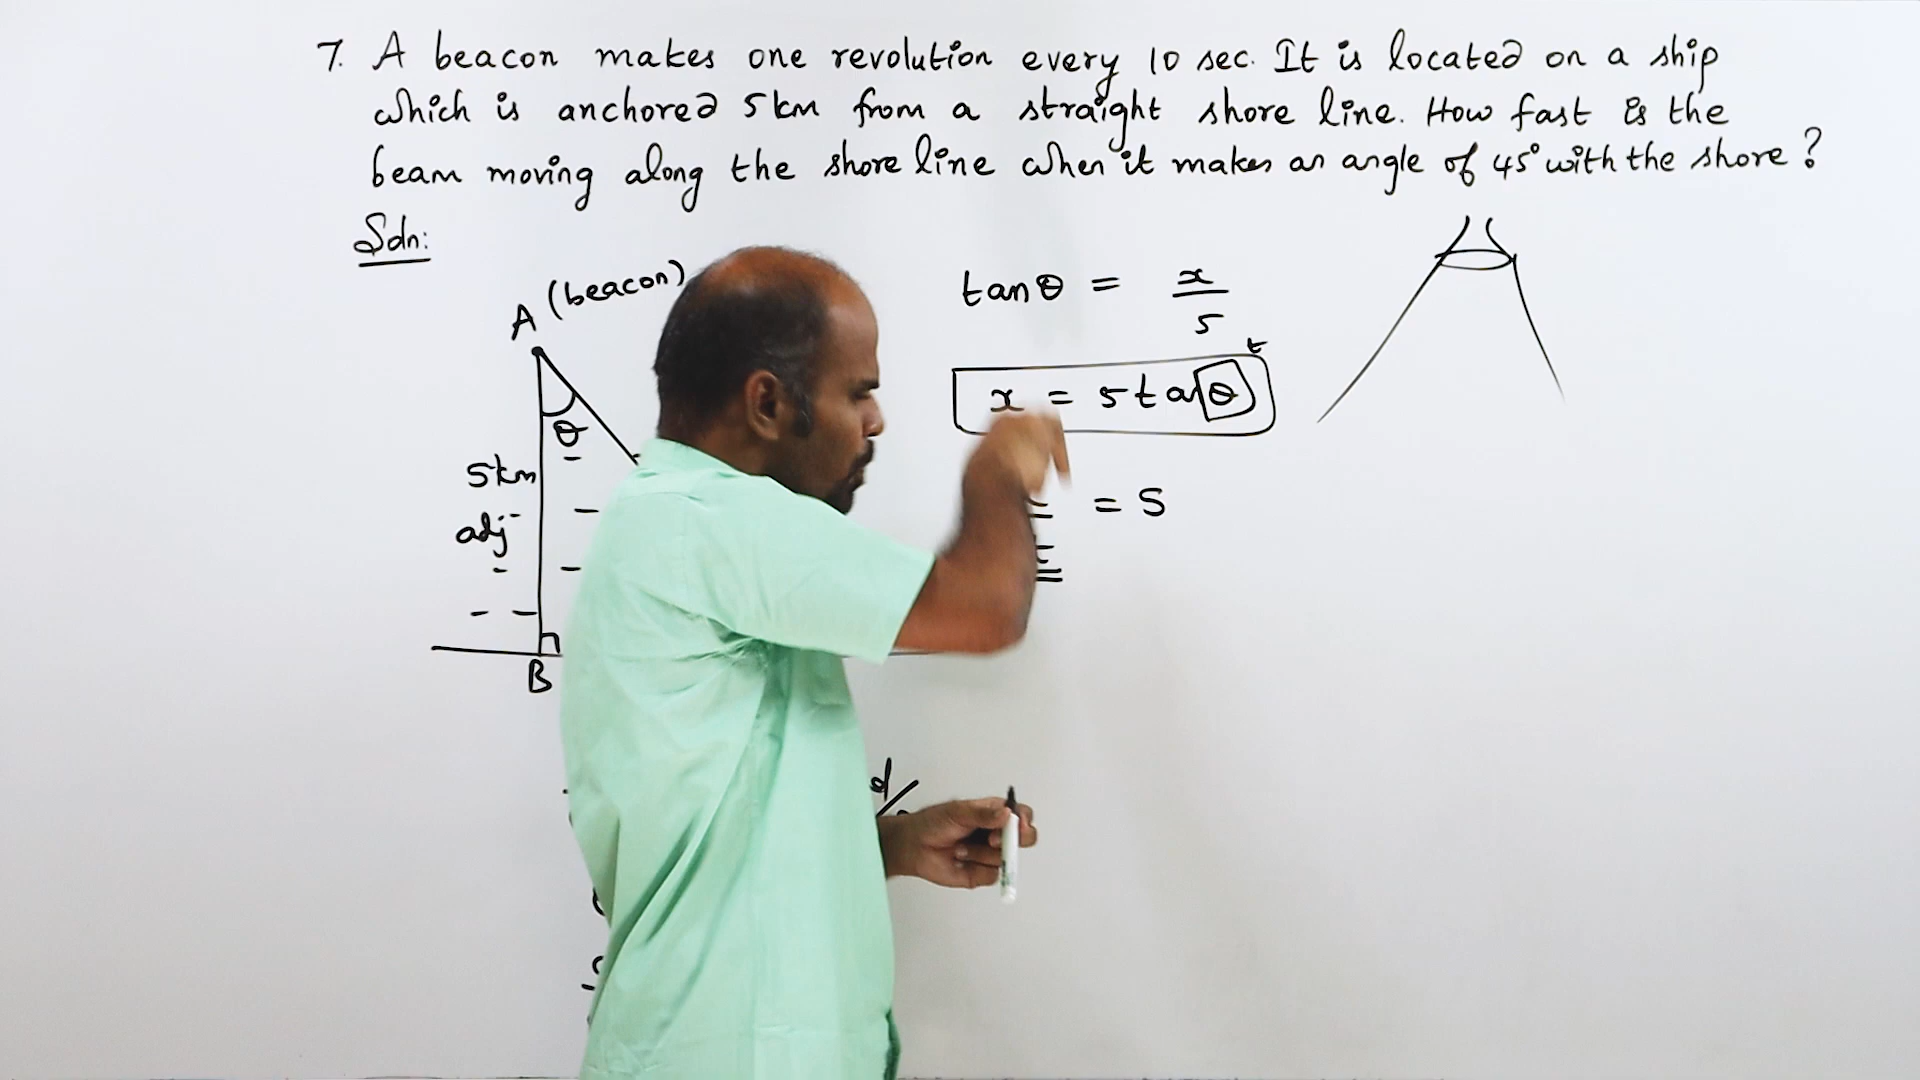 7. A beacon makes one revolution every 10 sec. It is located on a ship
which is anchored 5km from a straight shore line. How fast is the
beam moving along the shore line when it makes an angle of 45° with the shore?
Soln:
A (beacon)
θ
5km
adj
B
tanθ = x/5
t
x = 5tanθ
= 5
d/